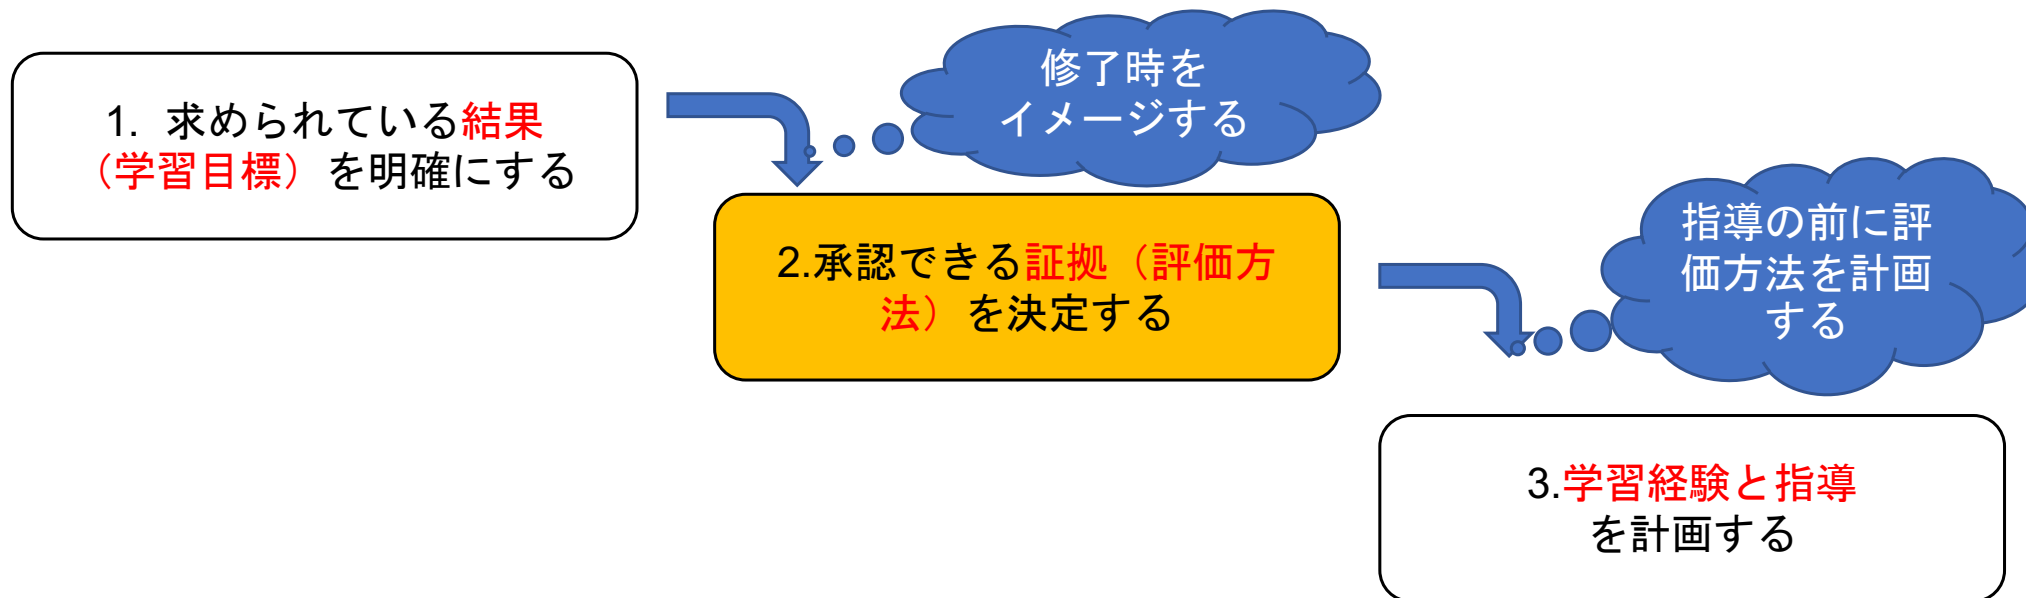 1. 求められている結果
（学習目標）を明確にする
修了時を
イメージする
2.承認できる証拠（評価方
法）を決定する
指導の前に評
価方法を計画
する
3.学習経験と指導
を計画する